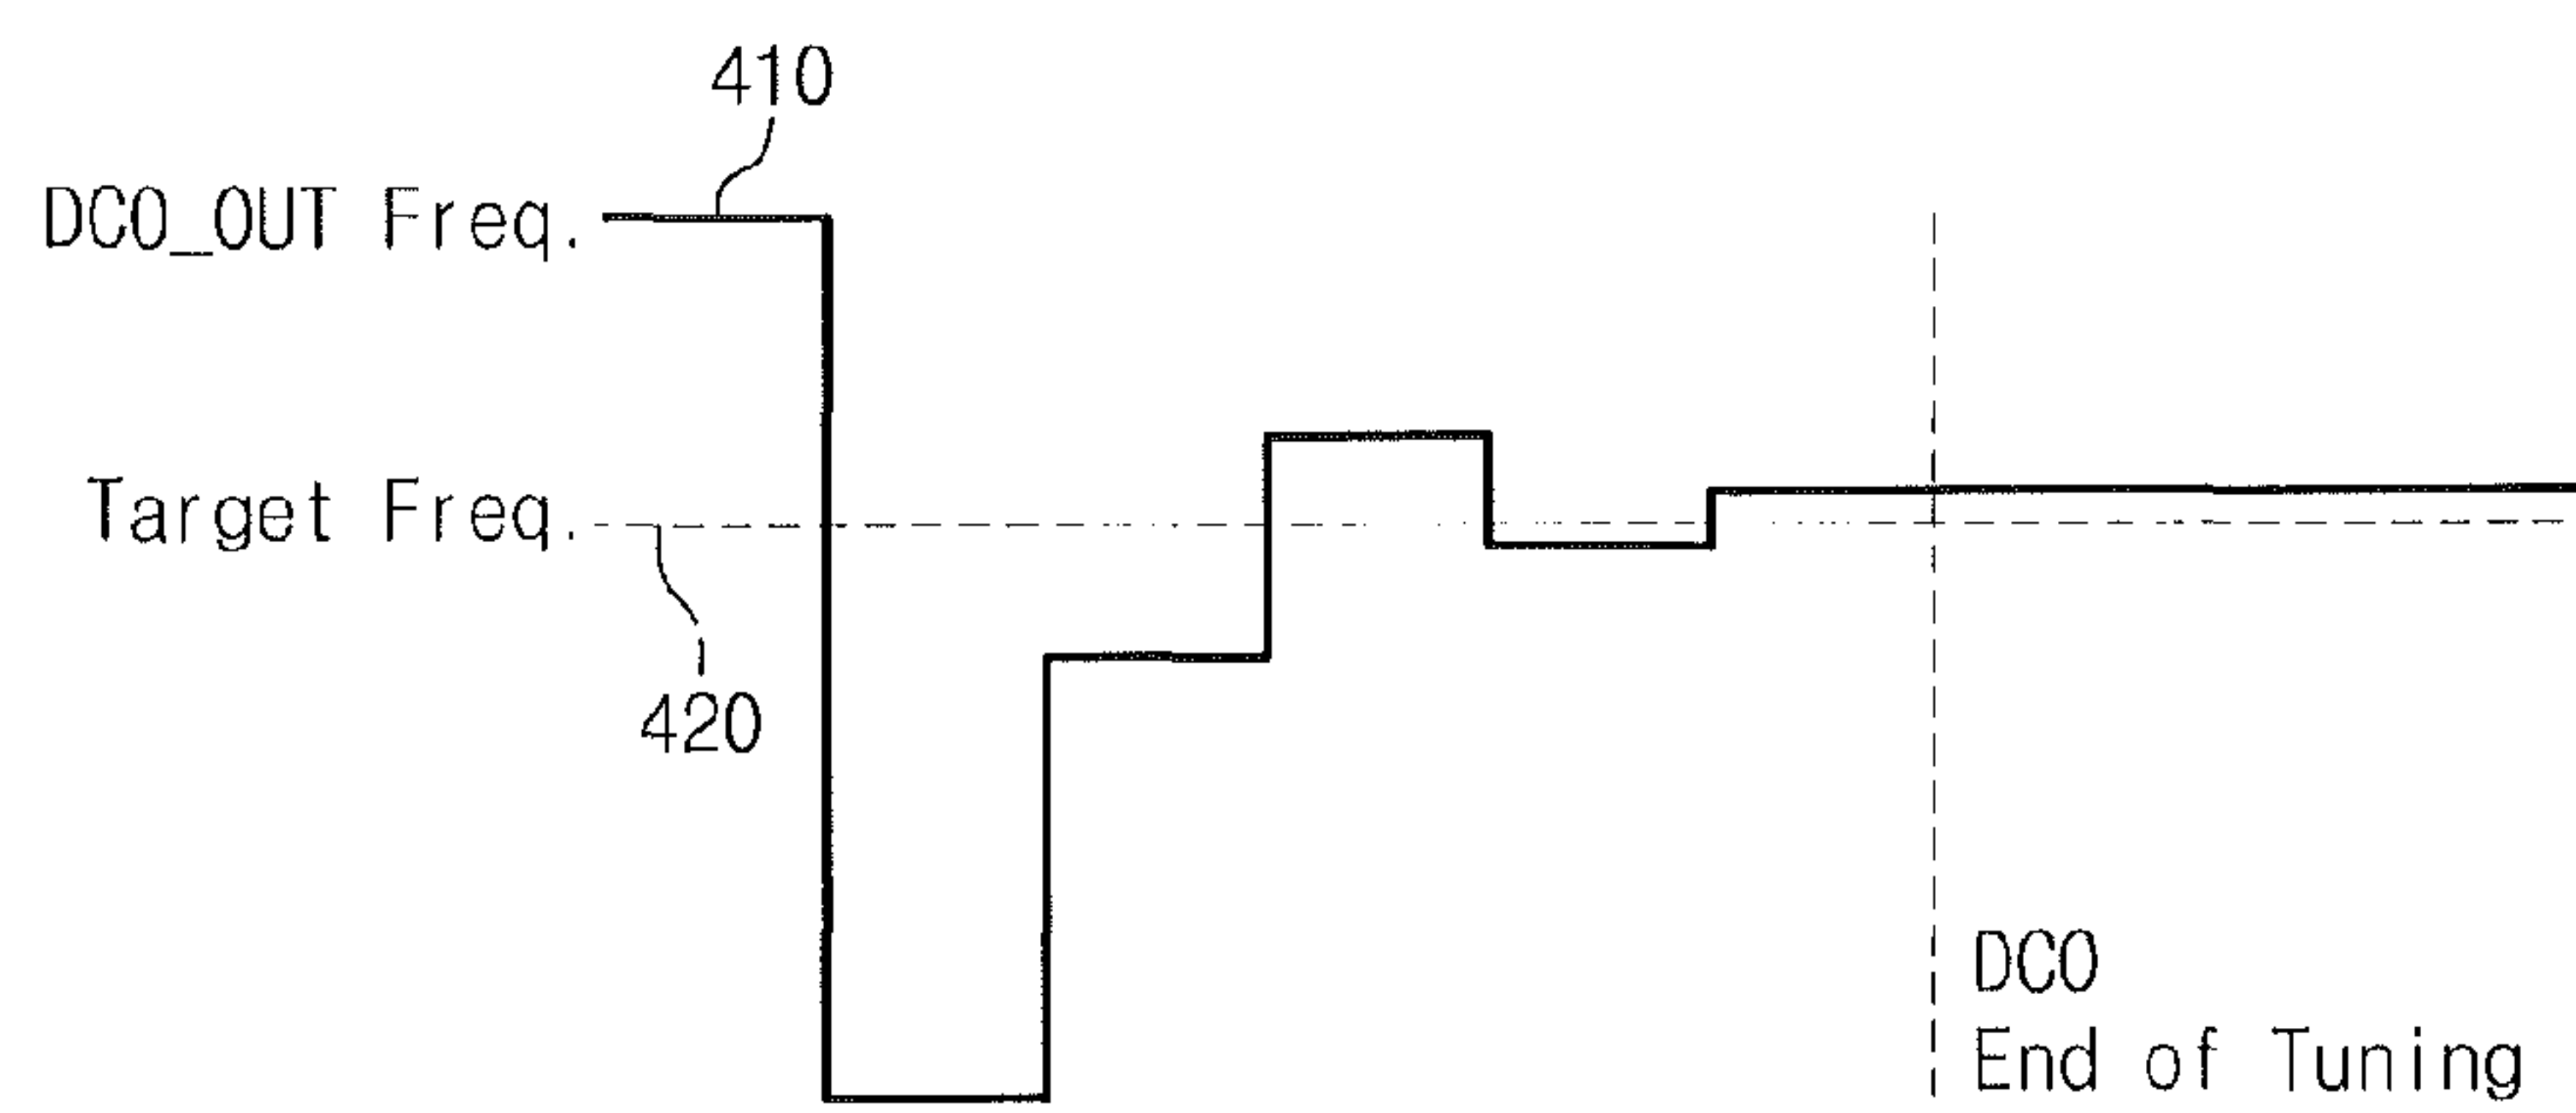 410
DCO_OUT Freq.
Target Freq.
420
DCO
End of Tuning